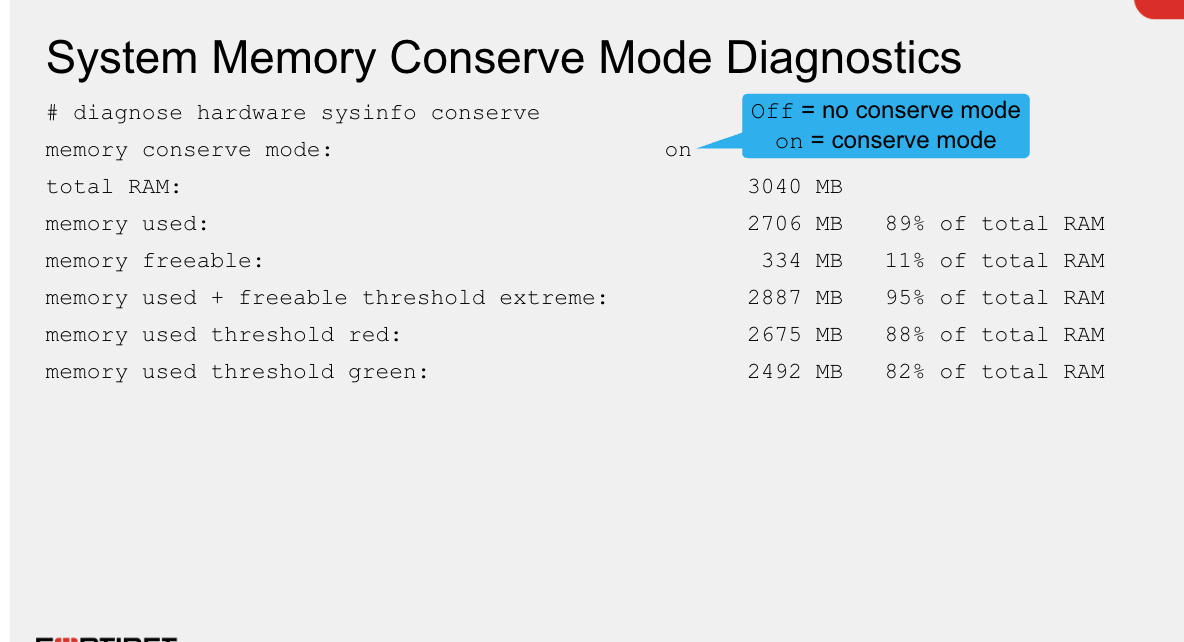 System Memory Conserve Mode Diagnostics
# diagnose hardware sysinfo conserve
Off = no conserve mode
on = conserve mode
memory conserve mode: on
total RAM: 3040 MB
memory used: 2706 MB 89% of total RAM
memory freeable: 334 MB 11% of total RAM
memory used + freeable threshold extreme: 2887 MB 95% of total RAM
memory used threshold red: 2675 MB 88% of total RAM
memory used threshold green: 2492 MB 82% of total RAM